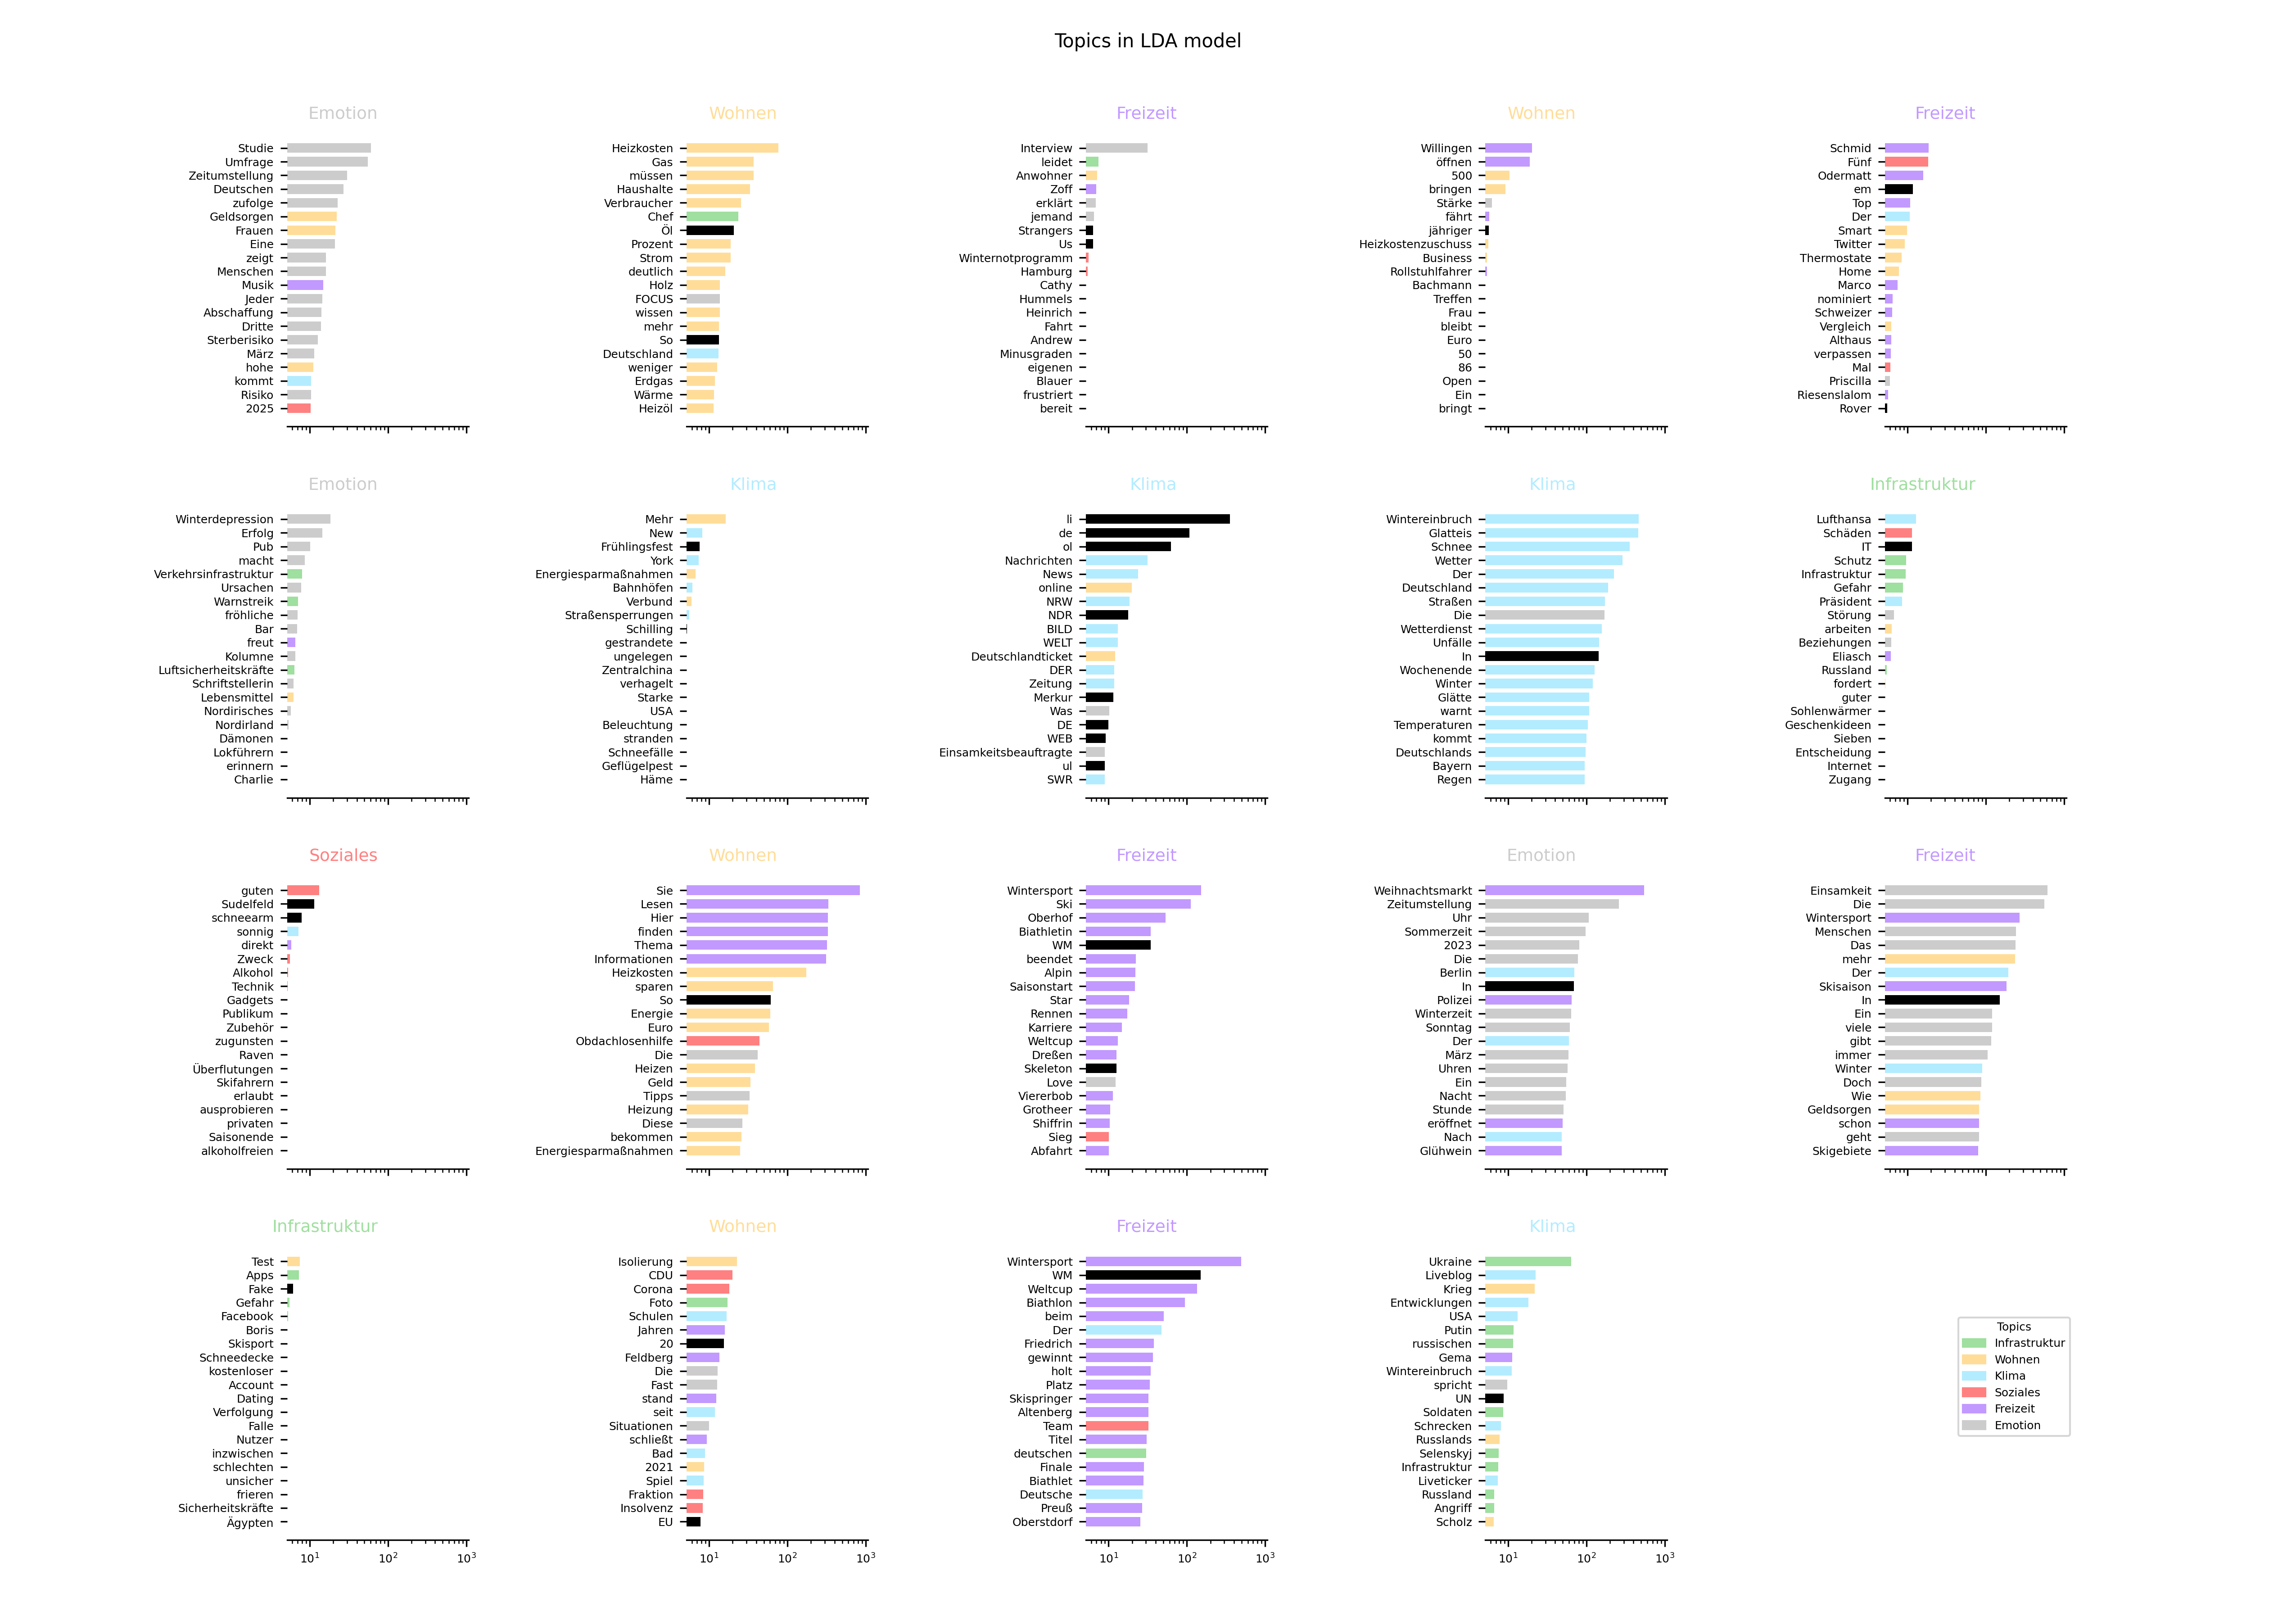 Topics in LDA model
Emotion
Studie
Umfrage
Zeitumstellung
Deutschen
zufolge
Geldsorgen
Frauen
Eine
zeigt
Menschen
Musik
Jeder
Abschaffung
Dritte
Sterberisiko
März
hohe
kommt
Risiko
2025
Wohnen
Heizkosten
Gas
müssen
Haushalte
Verbraucher
Chef
Öl
Prozent
Strom
deutlich
Holz
FOCUS
wissen
mehr
So
Deutschland
weniger
Erdgas
Wärme
Heizöl
Freizeit
Interview
leidet
Anwohner
Zoff
erklärt
jemand
Strangers
Us
Winternotprogramm
Hamburg
Cathy
Hummels
Heinrich
Fahrt
Andrew
Minusgraden
eigenen
Blauer
frustriert
bereit
Wohnen
Willingen
öffnen
500
bringen
Stärke
fährt
jähriger
Heizkostenzuschuss
Business
Rollstuhlfahrer
Bachmann
Treffen
Frau
bleibt
Euro
50
86
Open
Ein
bringt
Freizeit
Schmid
Fünf
Odermatt
em
Top
Der
Smart
Twitter
Thermostate
Home
Marco
nominiert
Schweizer
Vergleich
Althaus
verpassen
Mal
Priscilla
Riesenslalom
Rover
Emotion
Winterdepression
Erfolg
Pub
macht
Verkehrsinfrastruktur
Ursachen
Warnstreik
fröhliche
Bar
freut
Kolumne
Luftsicherheitskräfte
Schriftstellerin
Lebensmittel
Nordirisches
Nordirland
Dämonen
Lokführern
erinnern
Charlie
Klima
Mehr
New
Frühlingsfest
York
Energiesparmaßnahmen
Bahnhöfen
Verbund
Straßensperrungen
Schilling
gestrandete
ungelegen
Zentralchina
verhagelt
Starke
USA
Beleuchtung
stranden
Schneefälle
Geflügelpest
Häme
Klima
li
de
ol
Nachrichten
News
online
NRW
NDR
BILD
WELT
Deutschlandticket
DER
Zeitung
Merkur
Was
DE
WEB
Einsamkeitsbeauftragte
ul
SWR
Klima
Wintereinbruch
Glatteis
Schnee
Wetter
Der
Deutschland
Straßen
Die
Wetterdienst
Unfälle
In
Wochenende
Winter
Glätte
warnt
Temperaturen
kommt
Deutschlands
Bayern
Regen
Infrastruktur
Lufthansa
Schäden
IT
Schutz
Infrastruktur
Gefahr
Präsident
Störung
arbeiten
Beziehungen
Eliasch
Russland
fordert
guter
Sohlenwärmer
Geschenkideen
Sieben
Entscheidung
Internet
Zugang
Soziales
guten
Sudelfeld
schneearm
sonnig
direkt
Zweck
Alkohol
Technik
Gadgets
Publikum
Zubehör
zugunsten
Raven
Überflutungen
Skifahrern
erlaubt
ausprobieren
privaten
Saisonende
alkoholfreien
Wohnen
Sie
Lesen
Hier
finden
Thema
Informationen
Heizkosten
sparen
So
Energie
Euro
Obdachlosenhilfe
Die
Heizen
Geld
Tipps
Heizung
Diese
bekommen
Energiesparmaßnahmen
Freizeit
Wintersport
Ski
Oberhof
Biathletin
WM
beendet
Alpin
Saisonstart
Star
Rennen
Karriere
Weltcup
Dreßen
Skeleton
Love
Viererbob
Grotheer
Shiffrin
Sieg
Abfahrt
Emotion
Weihnachtsmarkt
Zeitumstellung
Uhr
Sommerzeit
2023
Die
Berlin
In
Polizei
Winterzeit
Sonntag
Der
März
Uhren
Ein
Nacht
Stunde
eröffnet
Nach
Glühwein
Freizeit
Einsamkeit
Die
Wintersport
Menschen
Das
mehr
Der
Skisaison
In
Ein
viele
gibt
immer
Winter
Doch
Wie
Geldsorgen
schon
geht
Skigebiete
Infrastruktur
Test
Apps
Fake
Gefahr
Facebook
Boris
Skisport
Schneedecke
kostenloser
Account
Dating
Verfolgung
Falle
Nutzer
inzwischen
schlechten
unsicher
frieren
Sicherheitskräfte
Ägypten
10¹ 10² 10³
Wohnen
Isolierung
CDU
Corona
Foto
Schulen
Jahren
20
Feldberg
Die
Fast
stand
seit
Situationen
schließt
Bad
2021
Spiel
Fraktion
Insolvenz
EU
10¹ 10² 10³
Freizeit
Wintersport
WM
Weltcup
Biathlon
beim
Der
Friedrich
gewinnt
holt
Platz
Skispringer
Altenberg
Team
Titel
deutschen
Finale
Biathlet
Deutsche
Preuß
Oberstdorf
10¹ 10² 10³
Klima
Ukraine
Liveblog
Krieg
Entwicklungen
USA
Putin
russischen
Gema
Wintereinbruch
spricht
UN
Soldaten
Schrecken
Russlands
Selenskyj
Infrastruktur
Liveticker
Russland
Angriff
Scholz
10¹ 10² 10³
Topics
Infrastruktur
Wohnen
Klima
Soziales
Freizeit
Emotion